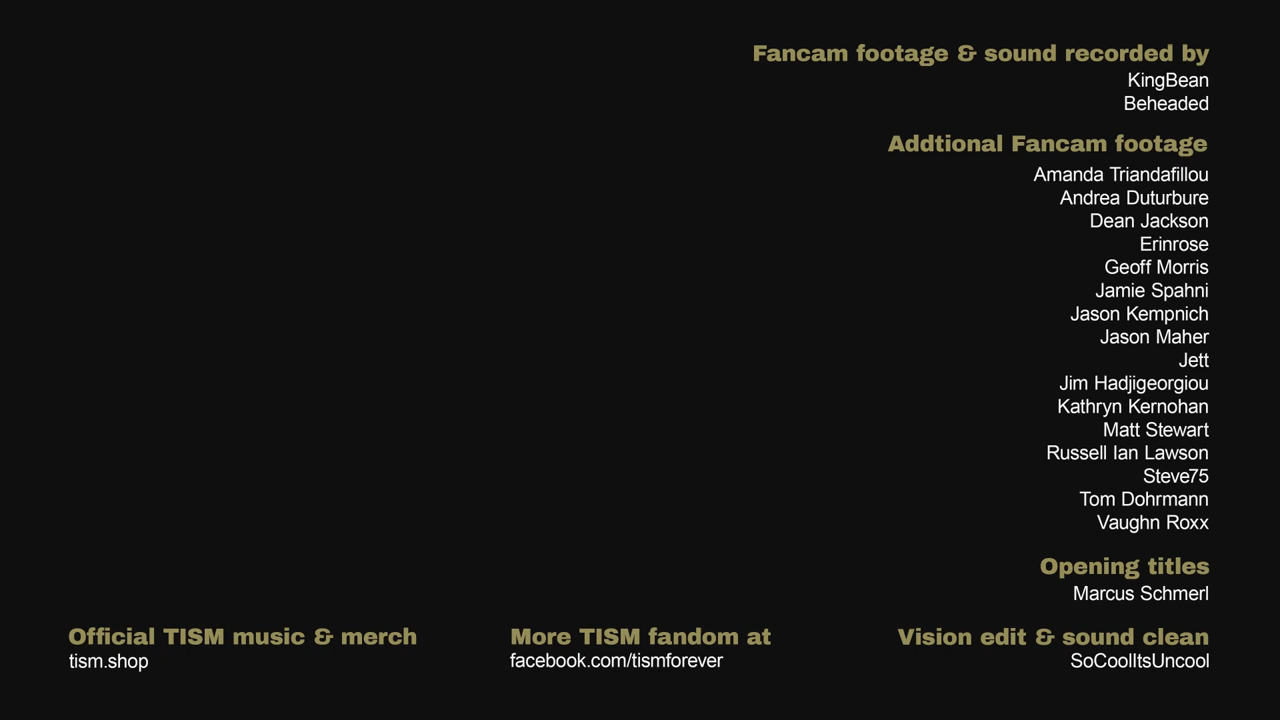 Fancam footage & sound recorded by
KingBean
Beheaded
Addtional Fancam footage
Amanda Triandafillou
Andrea Duturbure
Dean Jackson
Erinrose
Geoff Morris
Jamie Spahni
Jason Kempnich
Jason Maher
Jett
Jim Hadjigeorgiou
Kathryn Kernohan
Matt Stewart
Russell Ian Lawson
Steve75
Tom Dohrmann
Vaughn Roxx
Opening titles
Marcus Schmerl
Official TISM music & merch
tism.shop
More TISM fandom at
facebook.com/tismforever
Vision edit & sound clean
SoCoolItsUncool